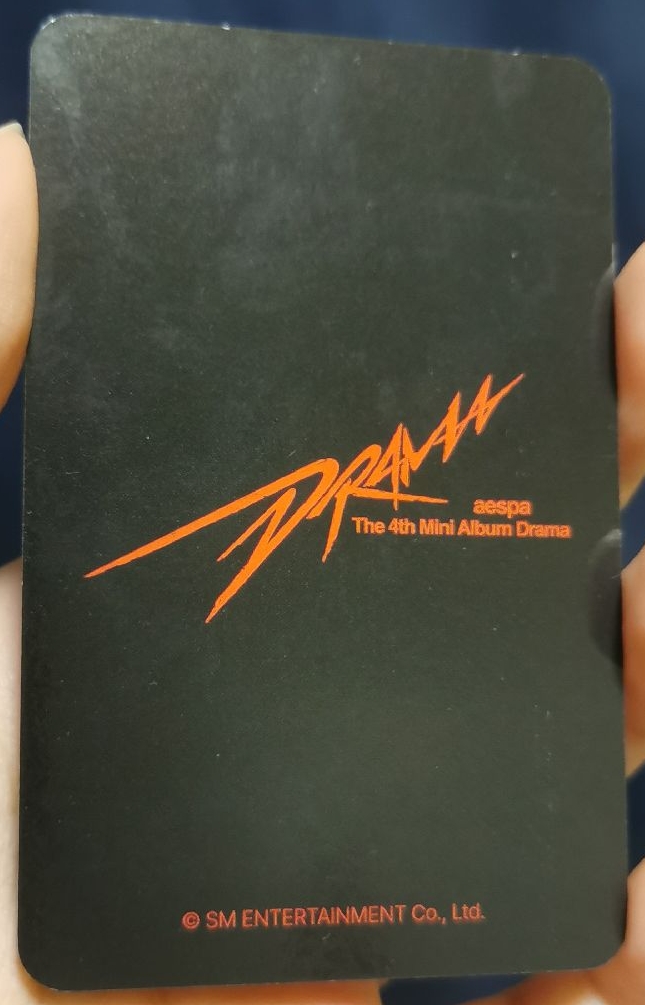 DRAMA
aespa
The 4th Mini Album Drama
© SM ENTERTAINMENT Co., Ltd.